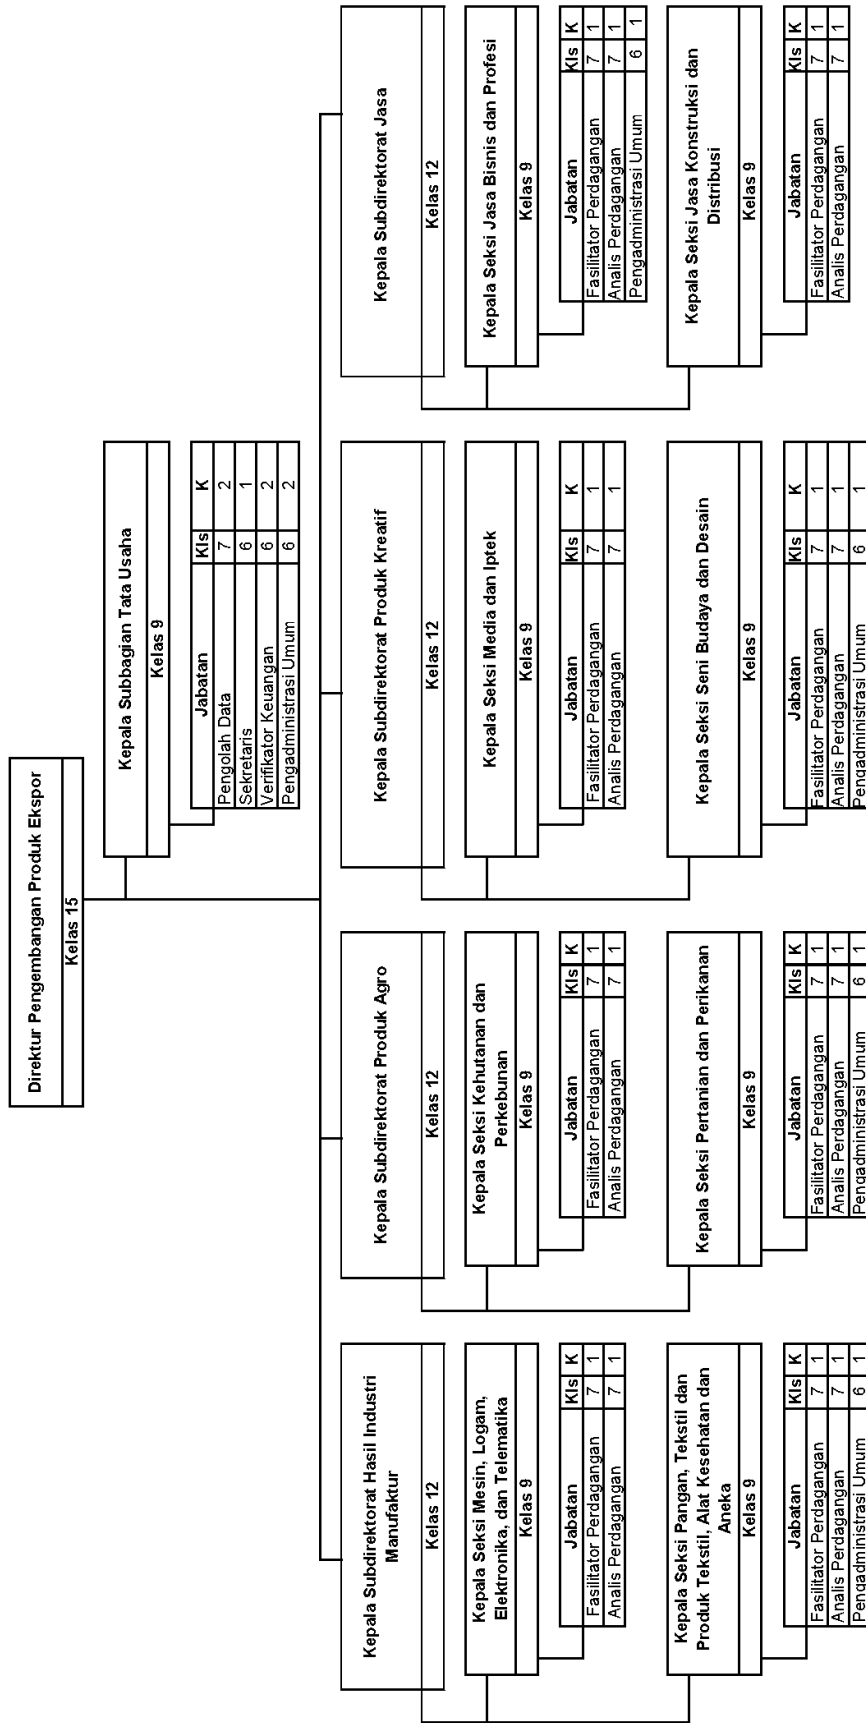 Direktur Pengembangan Produk Ekspor
Kelas 15
Kepala Subbagian Tata Usaha
Kelas 9
Jabatan Kls K
Pengolah Data 7 2
Sekretaris 6 1
Verifikator Keuangan 6 2
Pengadministrasi Umum 6 2
Kepala Subdirektorat Hasil Industri
Manufaktur
Kelas 12
Kepala Seksi Mesin, Logam,
Elektronika, dan Telematika
Kelas 9
Jabatan Kls K
Fasilitator Perdagangan 7 1
Analis Perdagangan 7 1
Kepala Seksi Pangan, Tekstil dan
Produk Tekstil, Alat Kesehatan dan
Aneka
Kelas 9
Jabatan Kls K
Fasilitator Perdagangan 7 1
Analis Perdagangan 7 1
Pengadministrasi Umum 6 1
Kepala Subdirektorat Produk Agro
Kelas 12
Kepala Seksi Kehutanan dan
Perkebunan
Kelas 9
Jabatan Kls K
Fasilitator Perdagangan 7 1
Analis Perdagangan 7 1
Kepala Seksi Pertanian dan Perikanan
Kelas 9
Jabatan Kls K
Fasilitator Perdagangan 7 1
Analis Perdagangan 7 1
Pengadministrasi Umum 6 1
Kepala Subdirektorat Produk Kreatif
Kelas 12
Kepala Seksi Media dan Iptek
Kelas 9
Jabatan Kls K
Fasilitator Perdagangan 7 1
Analis Perdagangan 7 1
Kepala Seksi Seni Budaya dan Desain
Kelas 9
Jabatan Kls K
Fasilitator Perdagangan 7 1
Analis Perdagangan 7 1
Pengadministrasi Umum 6 1
Kepala Subdirektorat Jasa
Kelas 12
Kepala Seksi Jasa Bisnis dan Profesi
Kelas 9
Jabatan Kls K
Fasilitator Perdagangan 7 1
Analis Perdagangan 7 1
Pengadministrasi Umum 6 1
Kepala Seksi Jasa Konstruksi dan
Distribusi
Kelas 9
Jabatan Kls K
Fasilitator Perdagangan 7 1
Analis Perdagangan 7 1